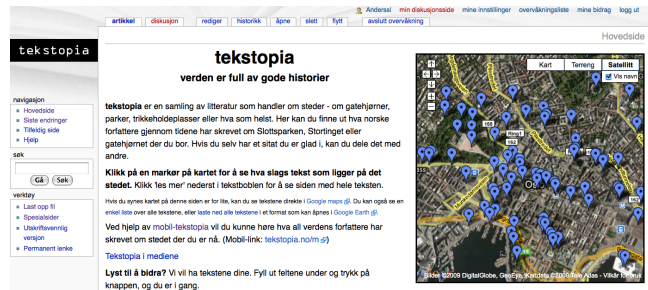 Anderssl min diskusjonsside mine innstillinger overvåkningsliste mine bidrag logg ut
artikkel diskusjon rediger historikk åpne slett flytt avslutt overvåkning
Hovedside
tekstopia
navigasjon
Hovedside
Siste endringer
Tilfeldig side
Hjelp
søk
Gå Søk
verktøy
Last opp fil
Spesialsider
Utskriftsvennlig
versjon
Permanent lenke
tekstopia
verden er full av gode historier
tekstopia er en samling av litteratur som handler om steder - om gatehjørner,
parker, trikkeholdeplasser eller hva som helst. Her kan du finne ut hva norske
forfattere gjennom tidene har skrevet om Slottsparken, Stortinget eller
gatehjørnet der du bor. Hvis du selv har et sitat du er glad i, kan du dele det med
andre.
Klikk på en markør på kartet for å se hva slags tekst som ligger på det
stedet. Klikk 'les mer' nederst i tekstboblen for å se siden med hele teksten.
Hvis du synes kartet på denne siden er for lite, kan du se tekstene direkte i Google maps. Du kan også se en
enkel liste over alle tekstene, eller laste ned alle tekstene i et format som kan åpnes i Google Earth.
Ved hjelp av mobil-tekstopia vil du kunne høre hva all verdens forfattere har
skrevet om stedet der du er nå. (Mobil-link: tekstopia.no/m)
Tekstopia i mediene
Lyst til å bidra? Vi vil ha tekstene dine. Fyll ut feltene under og trykk på
knappen, og du er i gang.
Kart Terreng Satellitt
Vis navn
168
Ring1
162
Os
162
Bilder ©2009 DigitalGlobe, GeoEye, Kartdata ©2009 Tele Atlas - Vilkår for bruk